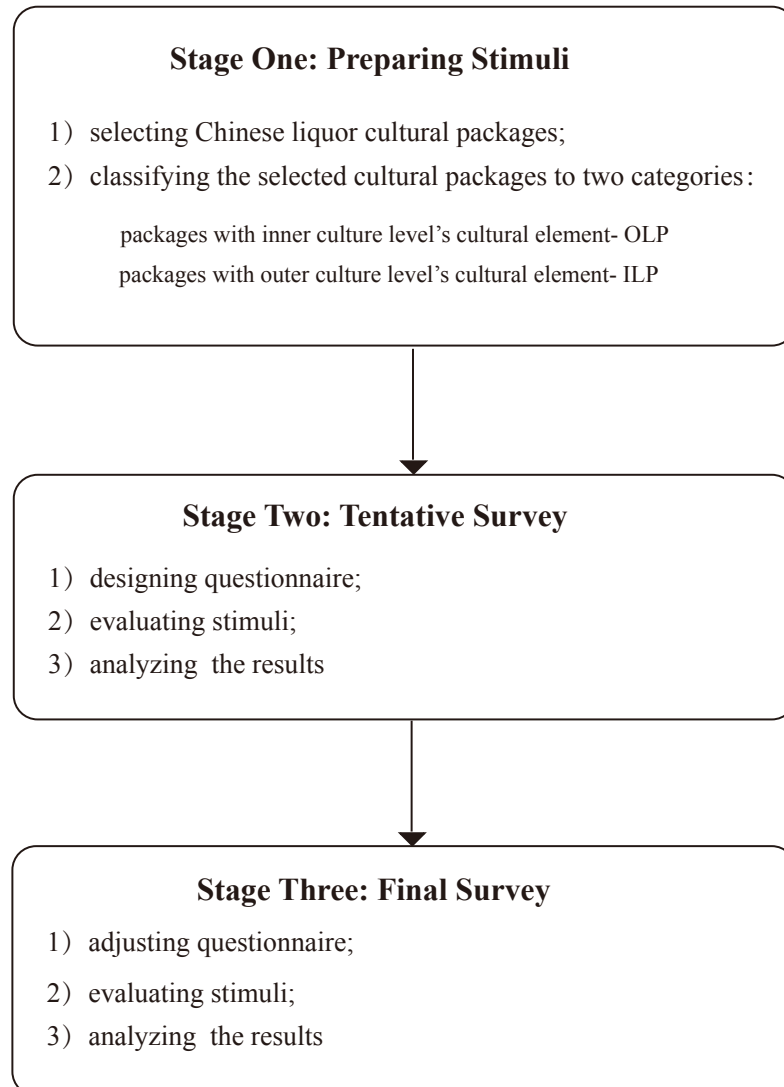 Stage One: Preparing Stimuli
1）selecting Chinese liquor cultural packages;
2）classifying the selected cultural packages to two categories：
packages with inner culture level’s cultural element- OLP
packages with outer culture level’s cultural element- ILP
Stage Two: Tentative Survey
1）designing questionnaire;
2）evaluating stimuli;
3）analyzing  the results
Stage Three: Final Survey
1）adjusting questionnaire;
2）evaluating stimuli;
3）analyzing  the results